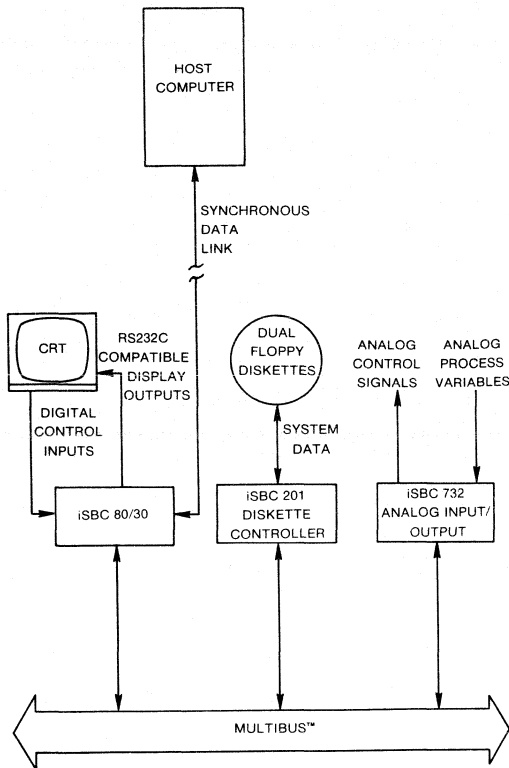 HOST
COMPUTER
SYNCHRONOUS
DATA
LINK
CRT
RS232C
COMPATIBLE
DISPLAY
OUTPUTS
DIGITAL
CONTROL
INPUTS
DUAL
FLOPPY
DISKETTES
SYSTEM
DATA
ANALOG
CONTROL
SIGNALS
ANALOG
PROCESS
VARIABLES
iSBC 80/30
iSBC 201
DISKETTE
CONTROLLER
iSBC 732
ANALOG INPUT/
OUTPUT
MULTIBUS™